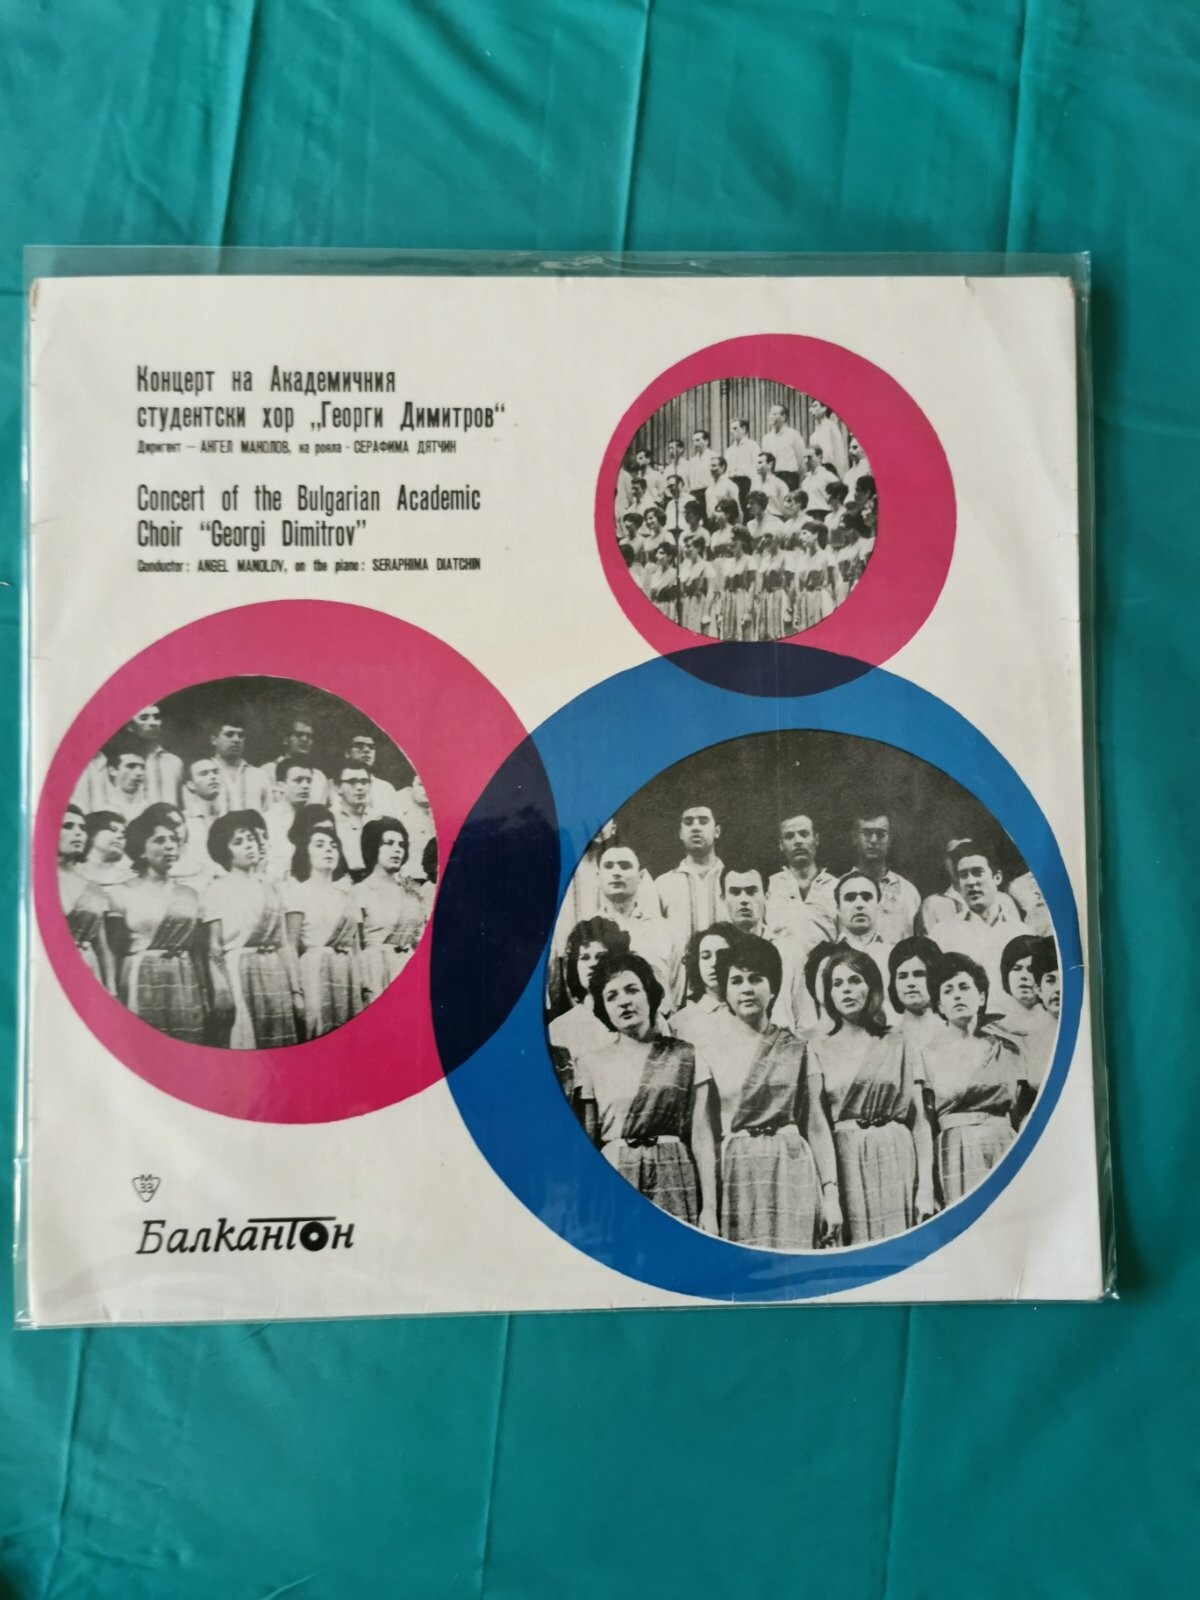 Концерт на Академичния
студентски хор „Георги Димитров“
Диригент — АНГЕЛ МАНОЛОВ, на рояла - СЕРАФИМА ДЯТЧИН
Concert of the Bulgarian Academic
Choir “Georgi Dimitrov”
Conductor: ANGEL MANOLOV, on the piano: SERAPHIMA DIATCHIN
M
33
Балкантон